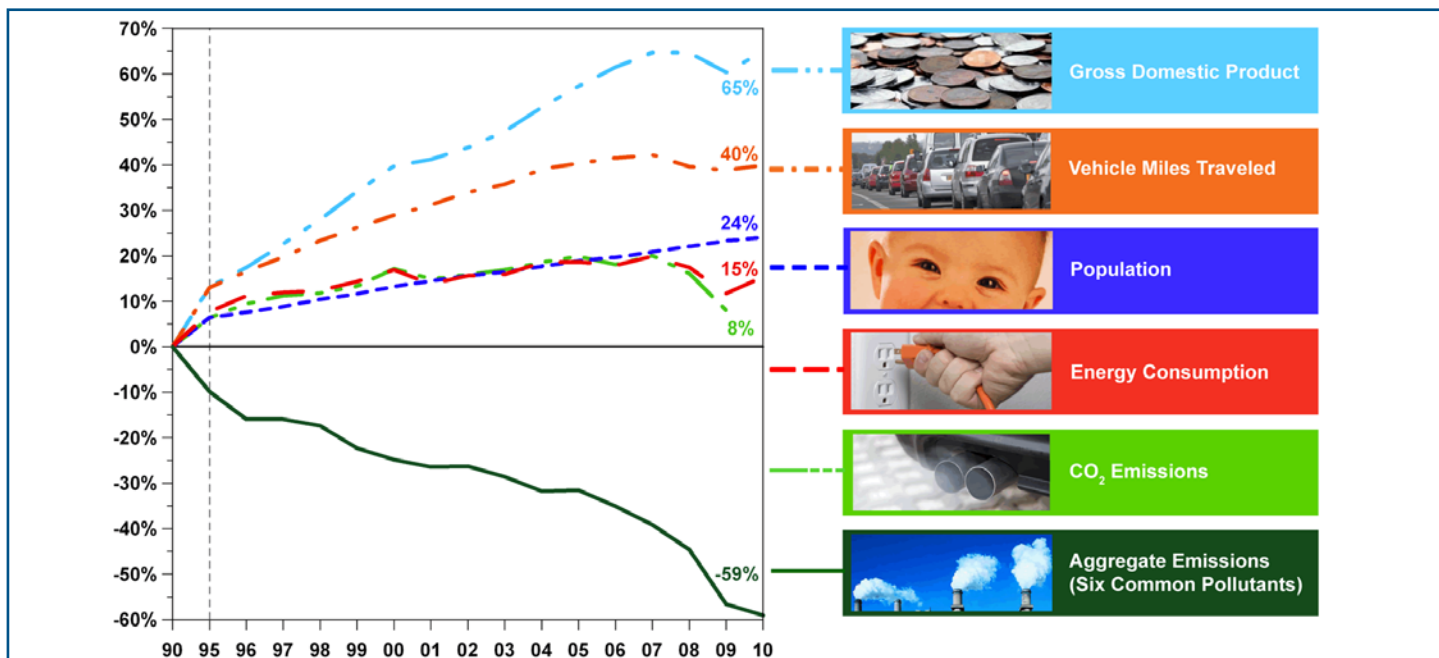 70%
60%
50%
40%
30%
20%
10%
0%
-10%
-20%
-30%
-40%
-50%
-60%
90 95 96 97 98 99 00 01 02 03 04 05 06 07 08 09 10
65%
40%
24%
15%
8%
-59%
Gross Domestic Product
Vehicle Miles Traveled
Population
Energy Consumption
CO₂ Emissions
Aggregate Emissions
(Six Common Pollutants)